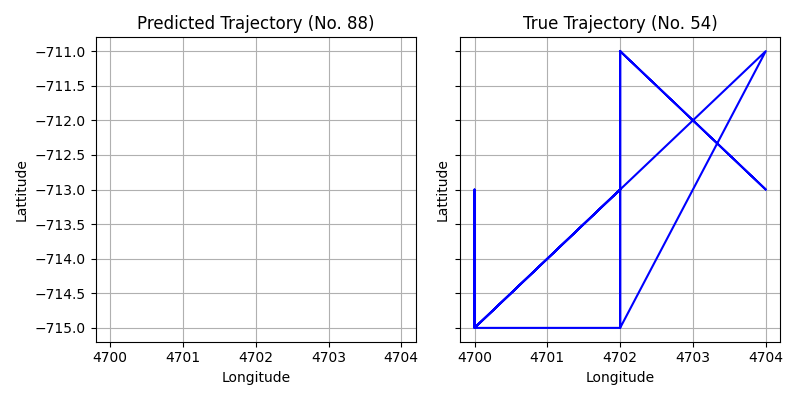 Predicted Trajectory (No. 88)
True Trajectory (No. 54)
Lattitude
−711.0
−711.5
−712.0
−712.5
−713.0
−713.5
−714.0
−714.5
−715.0
4700 4701 4702 4703 4704
Longitude
Lattitude
4700 4701 4702 4703 4704
Longitude